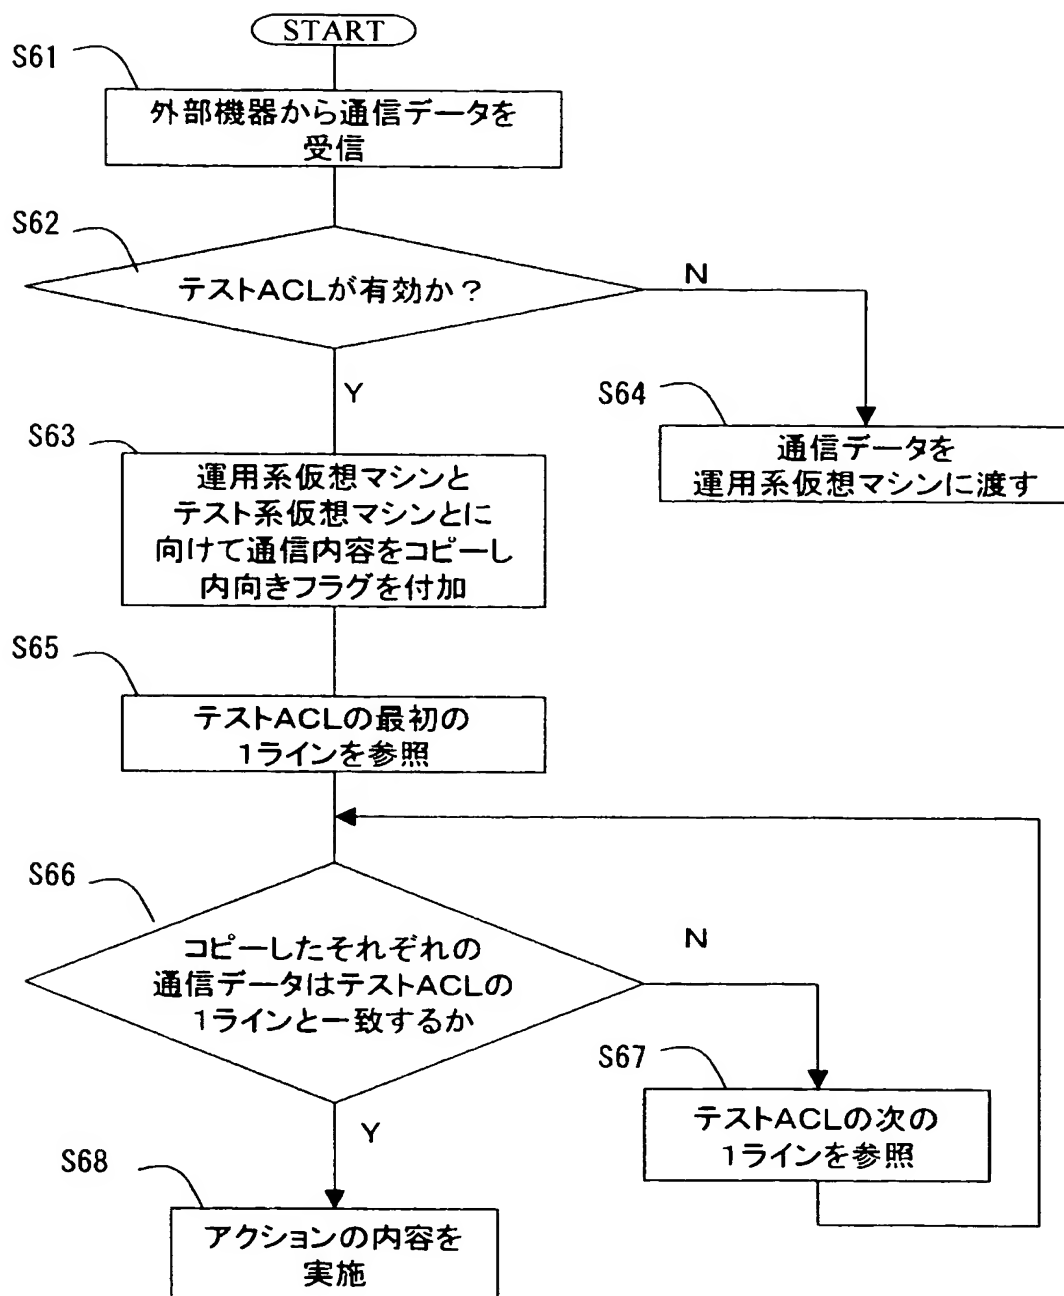 START
S61
外部機器から通信データを
受信
S62
テストACLが有効か？
N
Y
S64
通信データを
運用系仮想マシンに渡す
S63
運用系仮想マシンと
テスト系仮想マシンとに
向けて通信内容をコピーし
内向きフラグを付加
S65
テストACLの最初の
1ラインを参照
S66
コピーしたそれぞれの
通信データはテストACLの
1ラインと一致するか
N
Y
S67
テストACLの次の
1ラインを参照
S68
アクションの内容を
実施